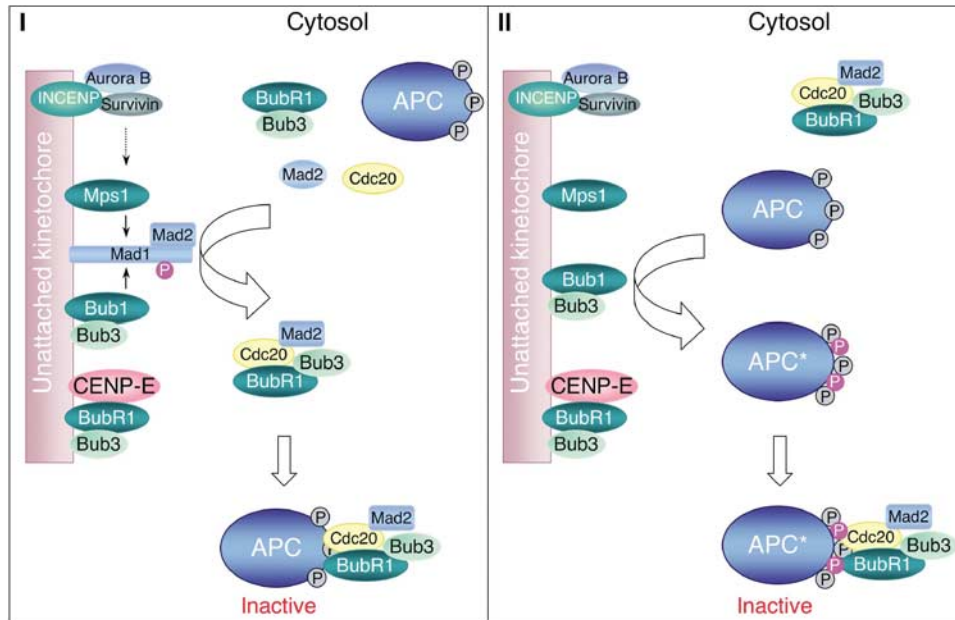 I
Cytosol
Unattached kinetochore
Aurora B
INCENP
Survivin
BubR1
Bub3
APC
P
P
P
Mad2
Cdc20
Mps1
Mad2
Mad1
P
Bub1
Bub3
Mad2
Cdc20
Bub3
BubR1
CENP-E
BubR1
Bub3
P
Mad2
APC
Cdc20
P
Bub3
BubR1
P
Inactive
II
Cytosol
Unattached kinetochore
Aurora B
INCENP
Survivin
Mad2
Cdc20
Bub3
BubR1
Mps1
P
APC
P
P
Bub1
Bub3
P
P
APC*
P
P
P
CENP-E
BubR1
Bub3
P
Mad2
P
APC*
Cdc20
P
Bub3
P
BubR1
P
Inactive